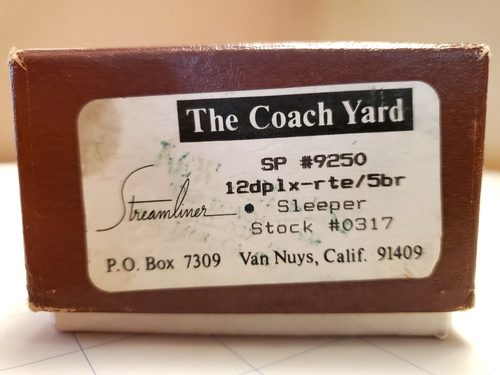 The Coach Yard
SP #9250
12dplx-rte/5br
Streamliner • Sleeper
Stock #0317
P.O. Box 7309 Van Nuys, Calif. 91409